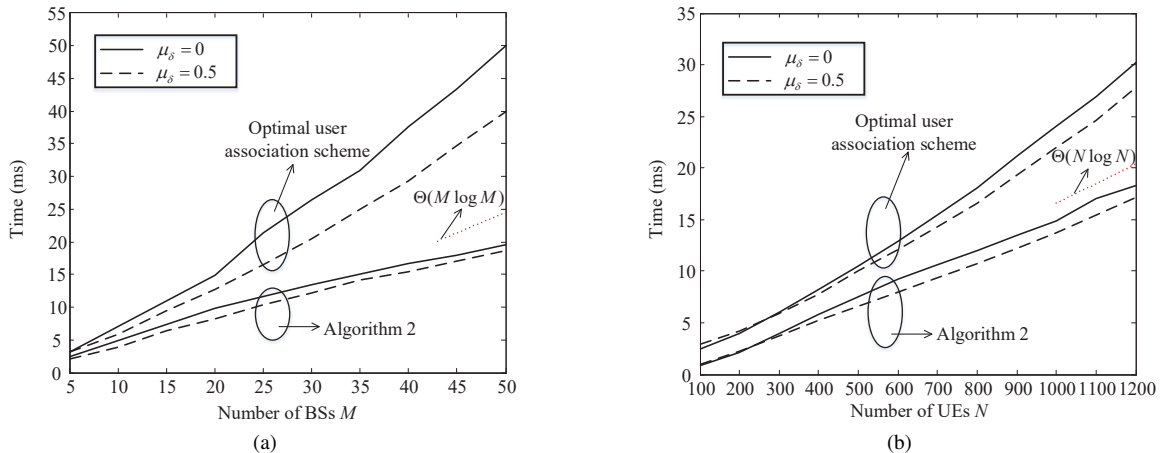 55
50
45
40
35
30
25
20
15
10
5
0
Time (ms)
μδ = 0
μδ = 0.5
Optimal user
association scheme
Θ(M log M)
Algorithm 2
5 10 15 20 25 30 35 40 45 50
Number of BSs M
(a)
35
30
25
20
15
10
5
0
Time (ms)
μδ = 0
μδ = 0.5
Optimal user
association scheme
Θ(N log N)
Algorithm 2
100 200 300 400 500 600 700 800 900 1000 1100 1200
Number of UEs N
(b)